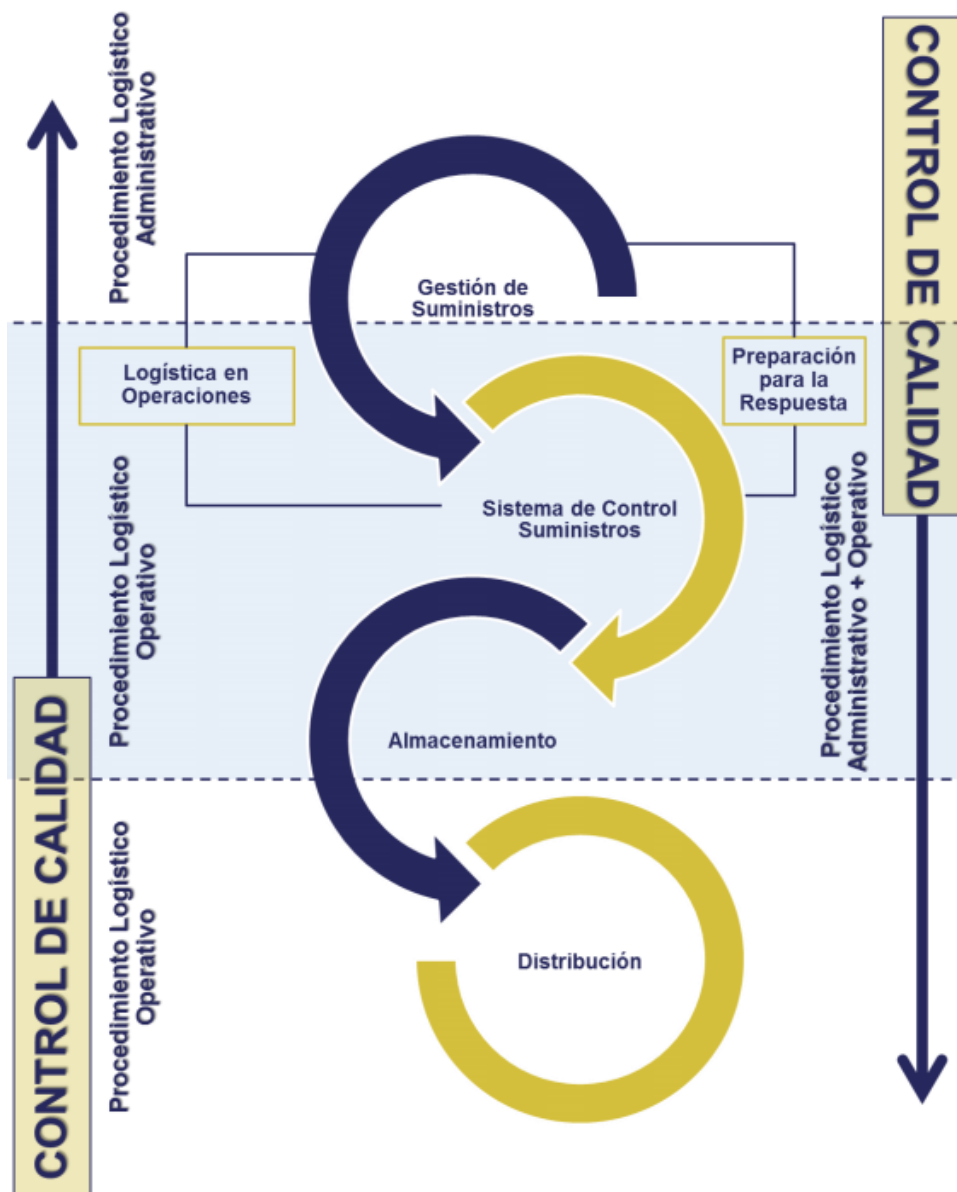 Procedimiento Logístico
Administrativo
CONTROL DE CALIDAD
Gestión de
Suministros
Logística en
Operaciones
Preparación
para la
Respuesta
Procedimiento Logístico
Operativo
Sistema de Control
Suministros
Procedimiento Logístico
Administrativo + Operativo
Almacenamiento
CONTROL DE CALIDAD
Procedimiento Logístico
Operativo
Distribución